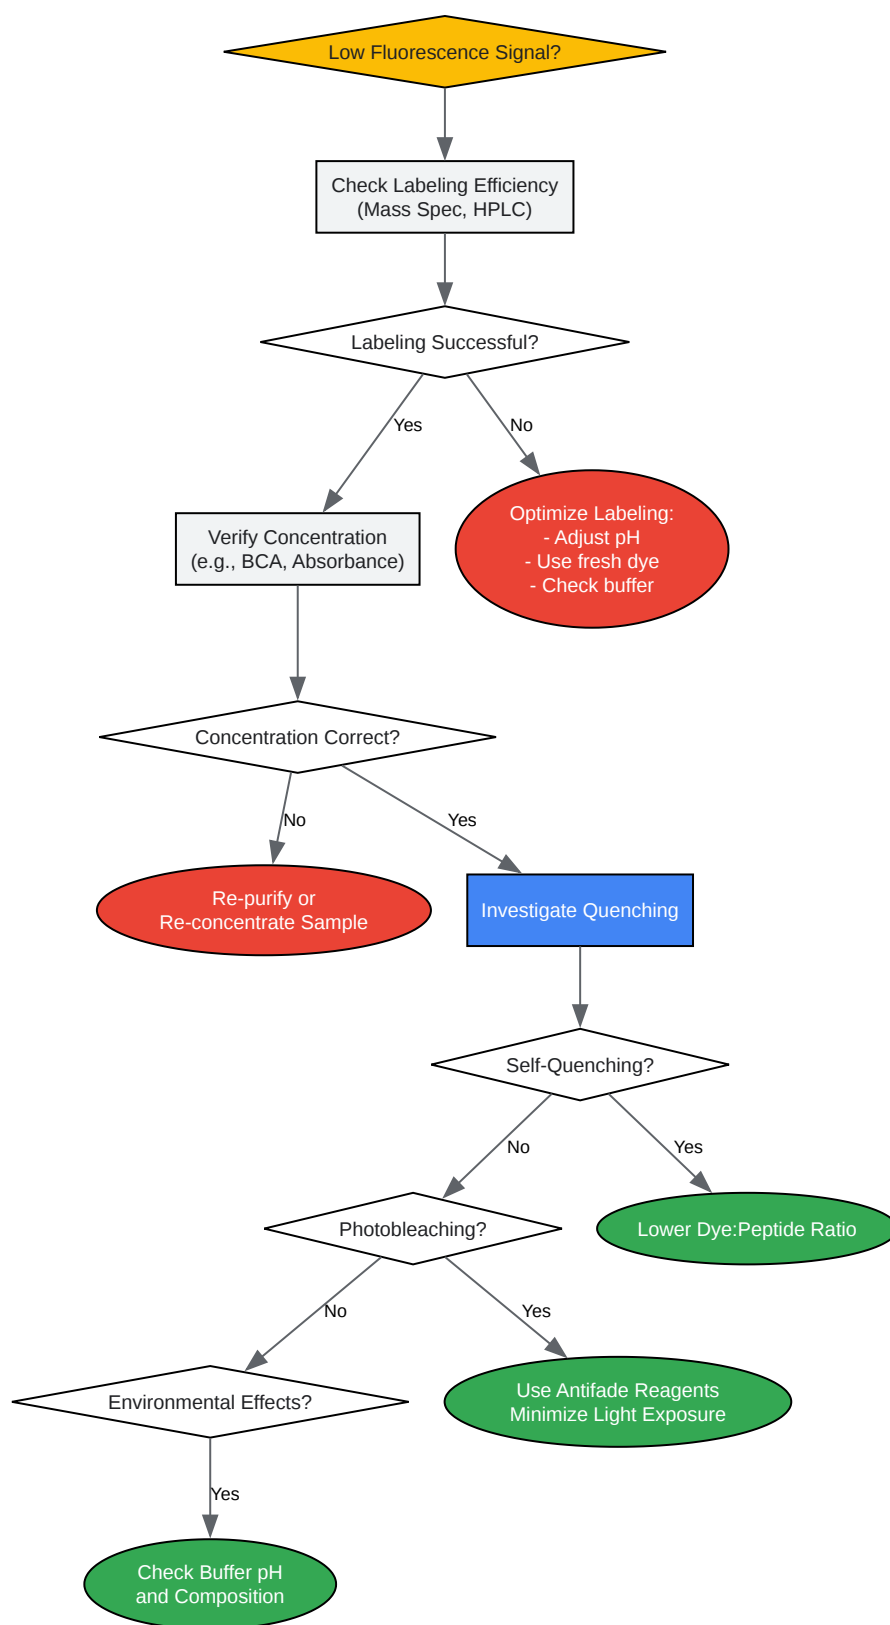 Low Fluorescence Signal?
Check Labeling Efficiency
(Mass Spec, HPLC)
Labeling Successful?
Yes
No
Optimize Labeling:
- Adjust pH
- Use fresh dye
- Check buffer
Verify Concentration
(e.g., BCA, Absorbance)
Concentration Correct?
No
Yes
Re-purify or
Re-concentrate Sample
Investigate Quenching
Self-Quenching?
No
Yes
Photobleaching?
Lower Dye:Peptide Ratio
No
Yes
Environmental Effects?
Use Antifade Reagents
Minimize Light Exposure
Yes
Check Buffer pH
and Composition